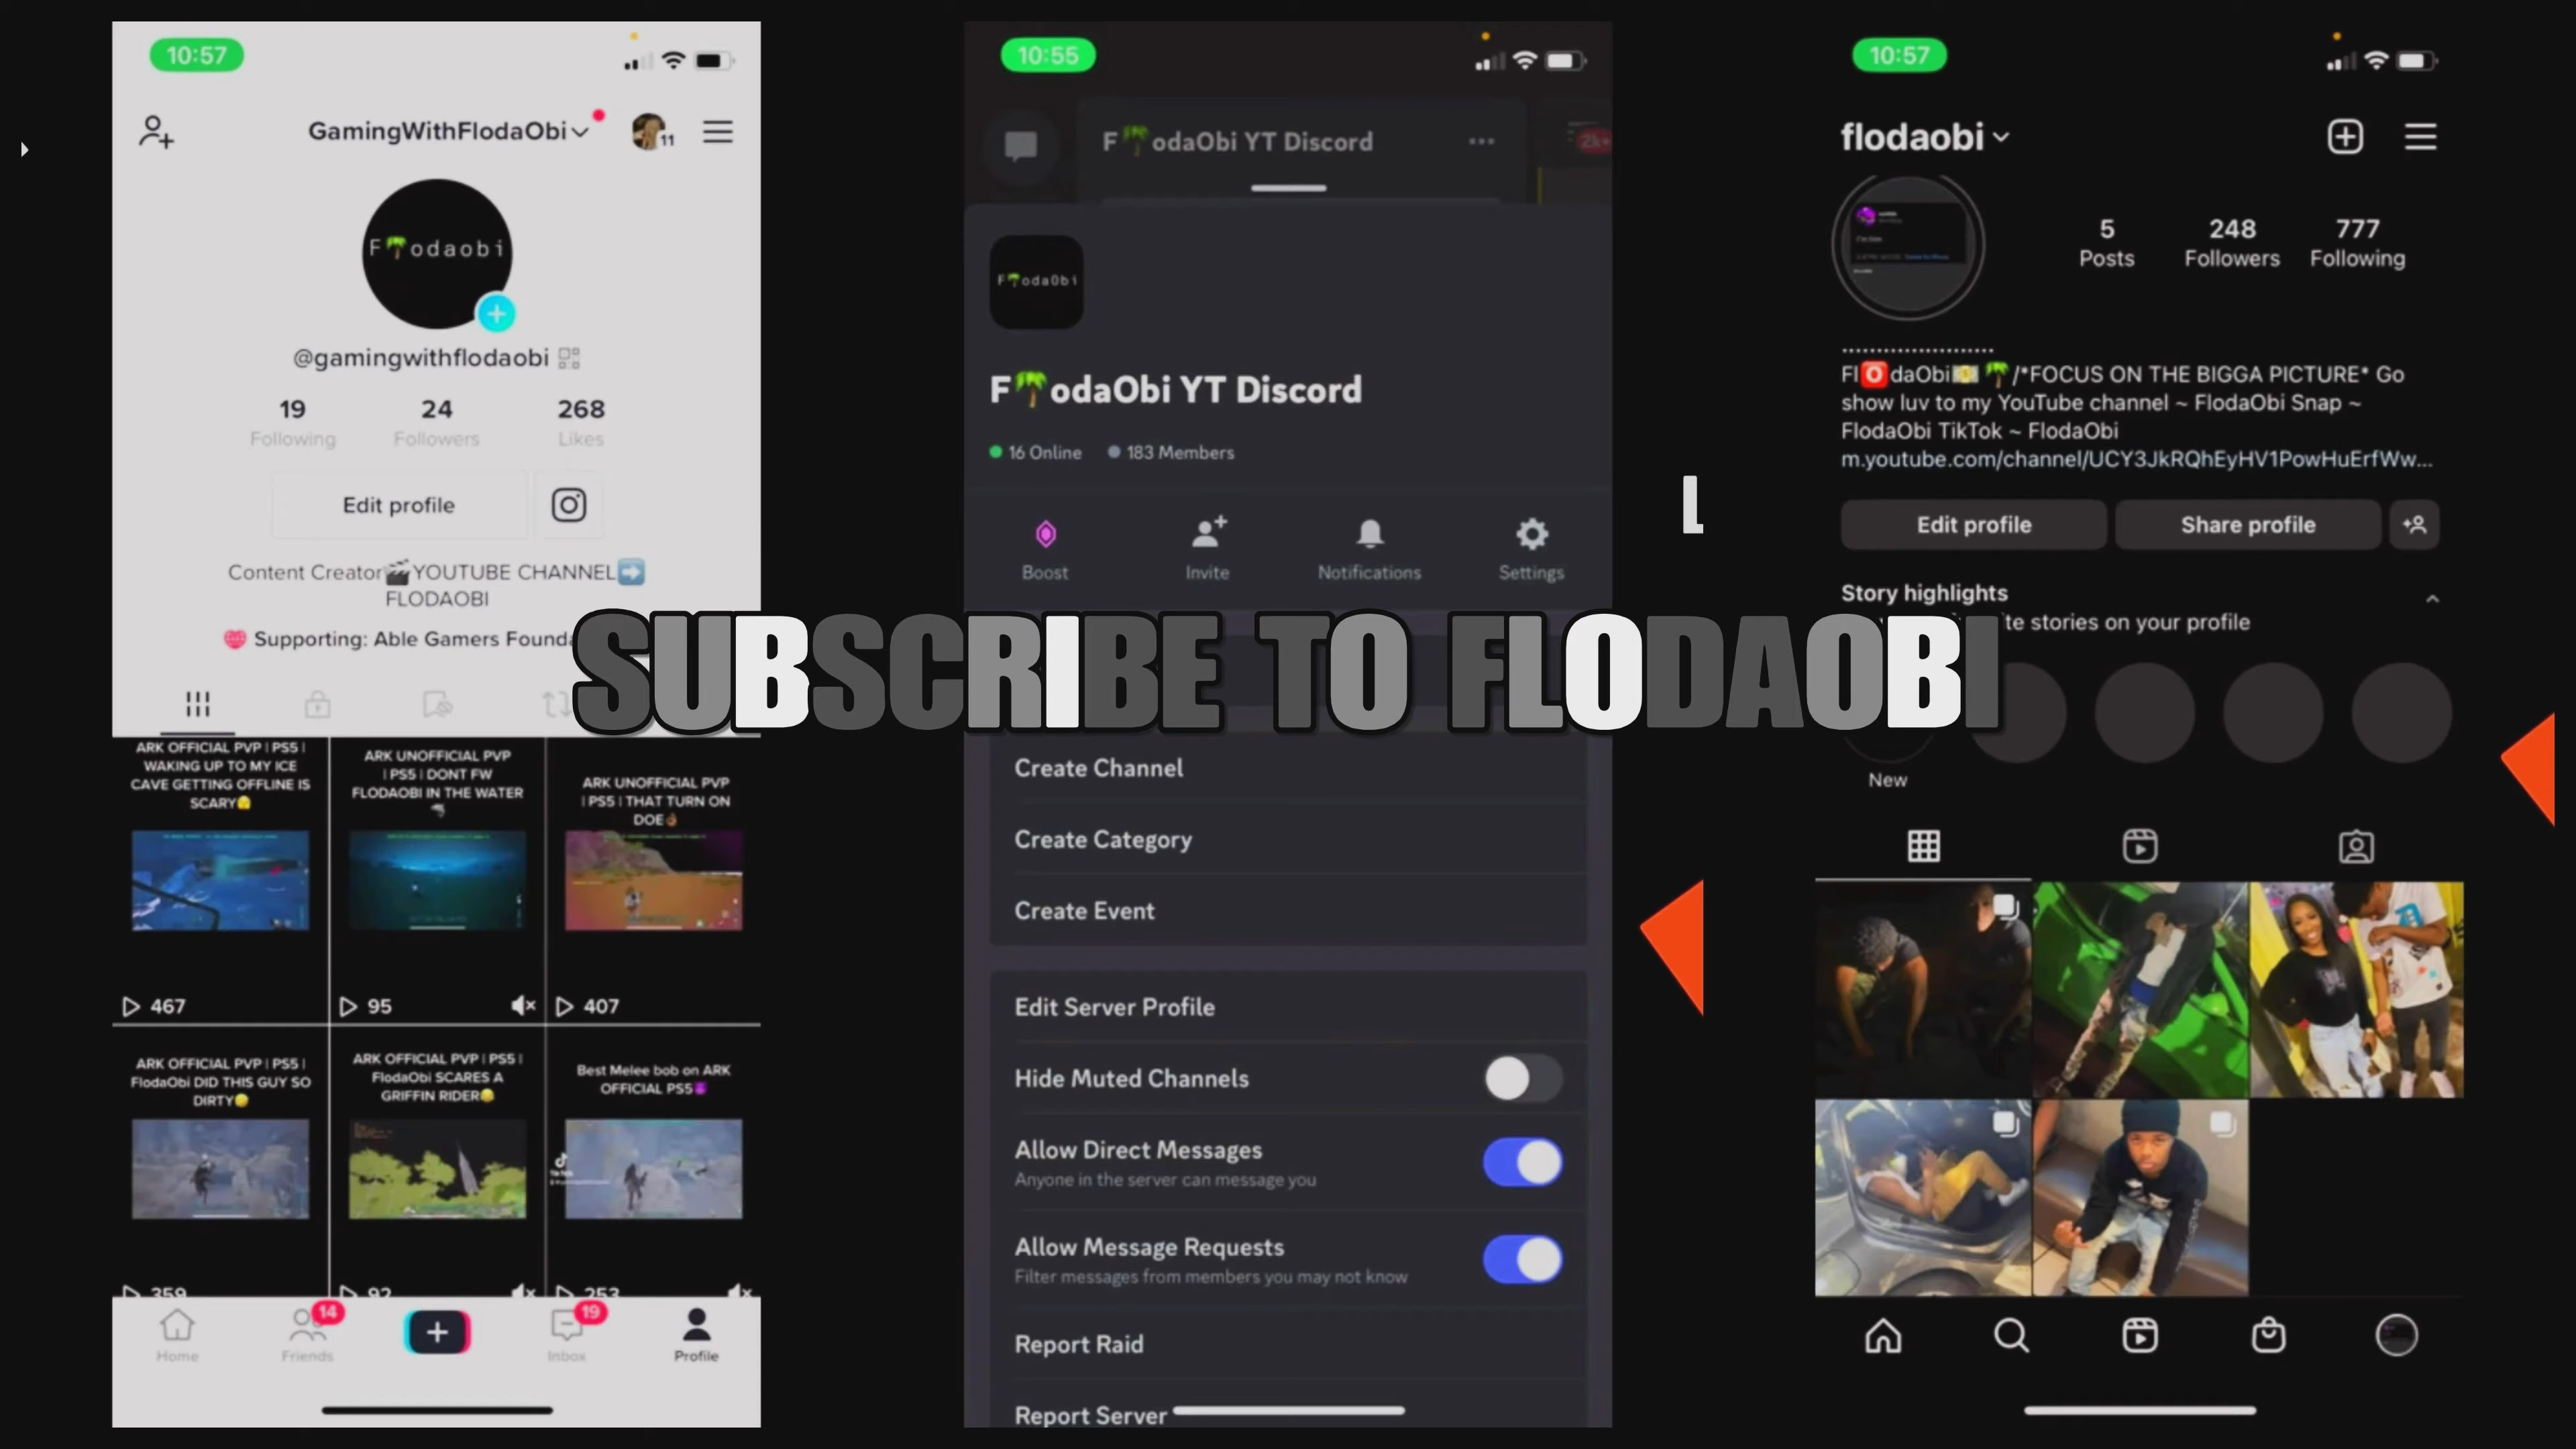 10:57
GamingWithFlodaObi
11
F🌴odaobi
@gamingwithflodaobi
19
24
268
Following
Followers
Likes
Edit profile
Content Creator🎬YOUTUBE CHANNEL➡️
FLODAOBI
💗 Supporting: Able Gamers Founda
ARK OFFICIAL PVP | PS5 |
WAKING UP TO MY ICE
CAVE GETTING OFFLINE IS
SCARY
ARK UNOFFICIAL PVP
| PS5 | DONT FW
FLODAOBI IN THE WATER
ARK UNOFFICIAL PVP
| PS5 | THAT TURN ON
DOE👌🏾
467
95
407
ARK OFFICIAL PVP | PS5 |
FlodaObi DID THIS GUY SO
DIRTY
ARK OFFICIAL PVP | PS5 |
FlodaObi SCARES A
GRIFFIN RIDER
Best Melee bob on ARK
OFFICIAL PS5😈
359
92
253
14
19
Home
Friends
Inbox
Profile
10:55
F🌴odaObi YT Discord
2k+
F🌴odaObi
F🌴odaObi YT Discord
16 Online
183 Members
Boost
Invite
Notifications
Settings
SUBSCRIBE TO FLODAOBI
Create Channel
Create Category
Create Event
Edit Server Profile
Hide Muted Channels
Allow Direct Messages
Anyone in the server can message you
Allow Message Requests
Filter messages from members you may not know
Report Raid
Report Server
L
10:57
flodaobi
5
248
777
Posts
Followers
Following
Fl🅾️daObi💵🌴/*FOCUS ON THE BIGGA PICTURE* Go
show luv to my YouTube channel ~ FlodaObi Snap ~
FlodaObi TikTok ~ FlodaObi
m.youtube.com/channel/UCY3JkRQhEyHV1PowHuErfWw...
Edit profile
Share profile
Story highlights
te stories on your profile
New